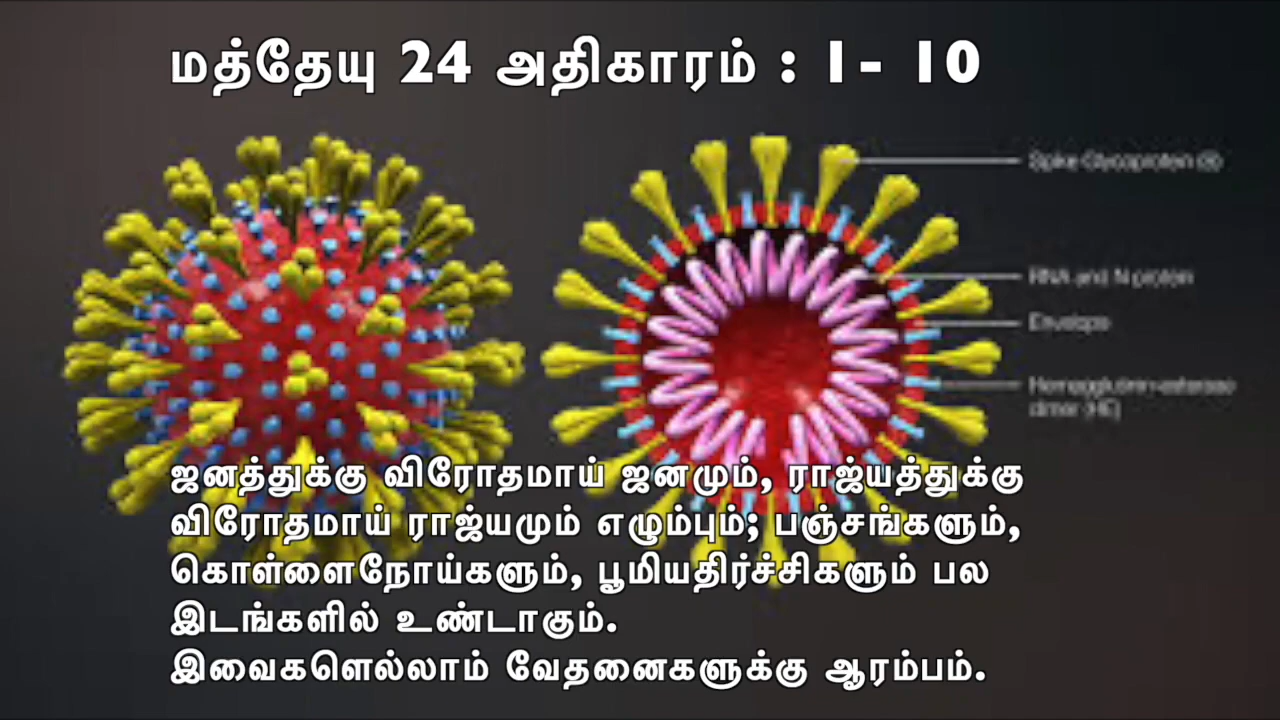 மத்தேயு 24 அதிகாரம் : 1- 10
Spike Glycoprotein (S)
RNA and N protein
Envelope
Hemagglutinin-esterase
dimer (HE)
ஜனத்துக்கு விரோதமாய் ஜனமும், ராஜ்யத்துக்கு
விரோதமாய் ராஜ்யமும் எழும்பும்; பஞ்சங்களும்,
கொள்ளைநோய்களும், பூமியதிர்ச்சிகளும் பல
இடங்களில் உண்டாகும்.
இவைகளெல்லாம் வேதனைகளுக்கு ஆரம்பம்.